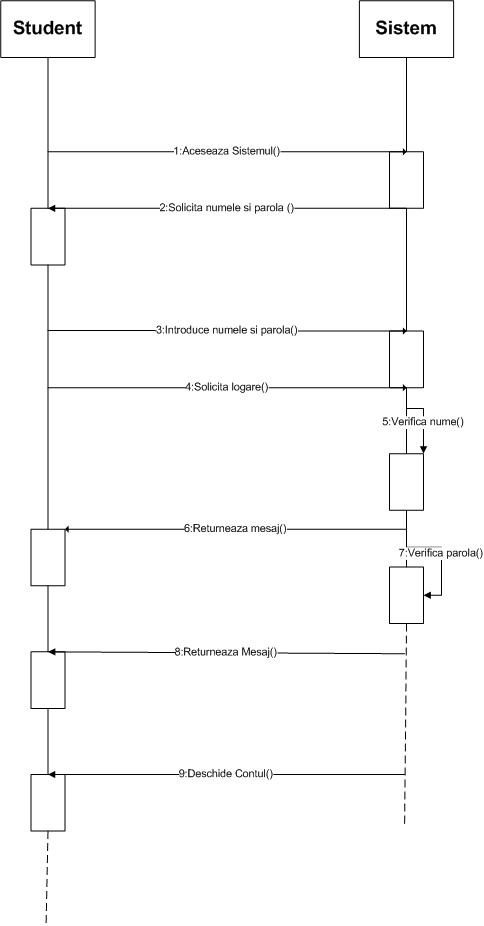 Student
Sistem
1:Aceseaza Sistemul()
2:Solicita numele si parola ()
3:Introduce numele si parola()
4:Solicita logare()
5:Verifica nume()
6:Returneaza mesaj()
7:Verifica parola()
8:Returneaza Mesaj()
9:Deschide Contul()